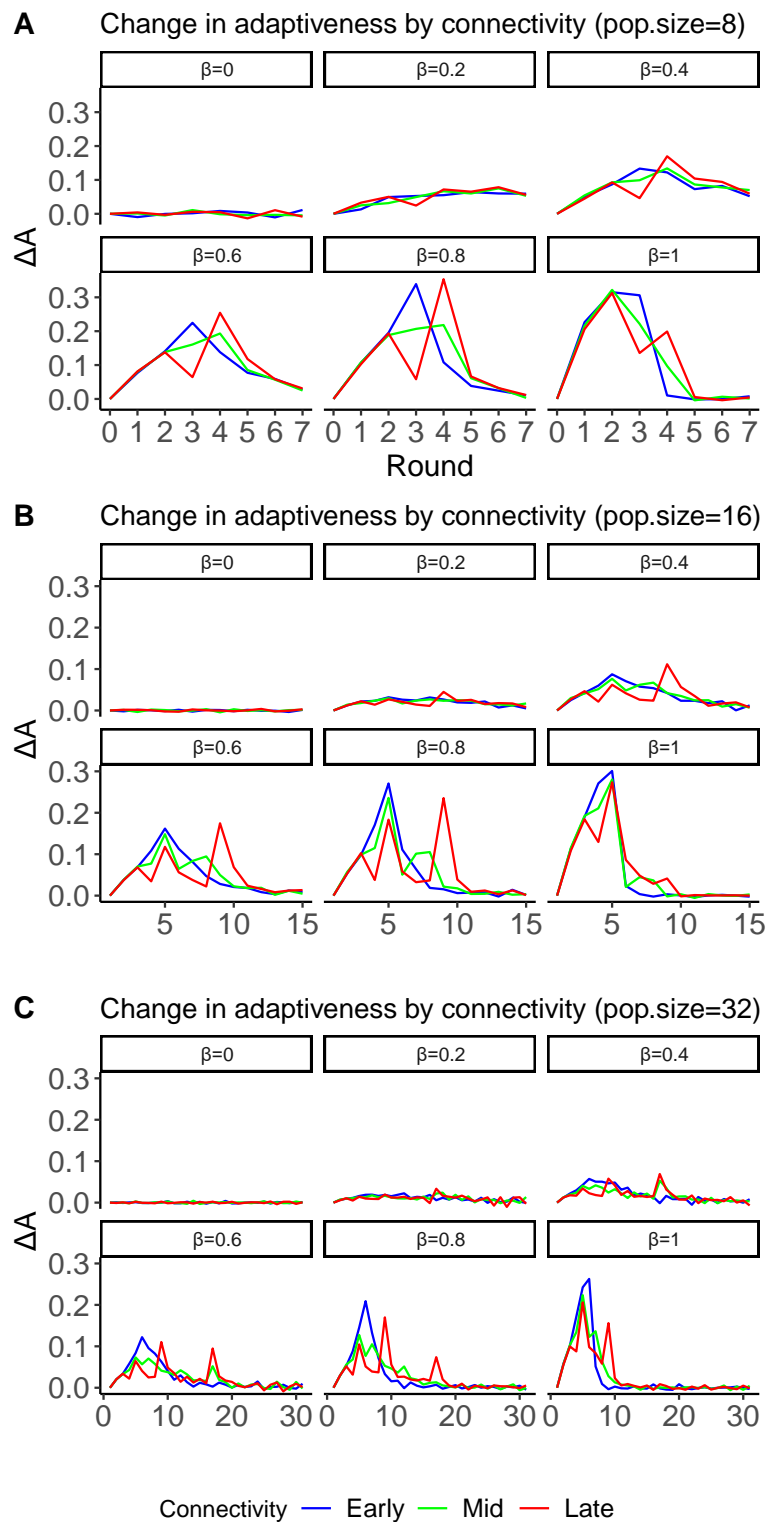 A Change in adaptiveness by connectivity (pop.size=8)
β=0 β=0.2 β=0.4
0.3
0.2
0.1
0.0
ΔA
β=0.6 β=0.8 β=1
0.3
0.2
0.1
0.0
0 1 2 3 4 5 6 7 0 1 2 3 4 5 6 7 0 1 2 3 4 5 6 7
Round
B Change in adaptiveness by connectivity (pop.size=16)
β=0 β=0.2 β=0.4
0.3
0.2
0.1
0.0
ΔA
β=0.6 β=0.8 β=1
0.3
0.2
0.1
0.0
5 10 15 5 10 15 5 10 15
C Change in adaptiveness by connectivity (pop.size=32)
β=0 β=0.2 β=0.4
0.3
0.2
0.1
0.0
ΔA
β=0.6 β=0.8 β=1
0.3
0.2
0.1
0.0
0 10 20 30 0 10 20 30 0 10 20 30
Connectivity Early Mid Late